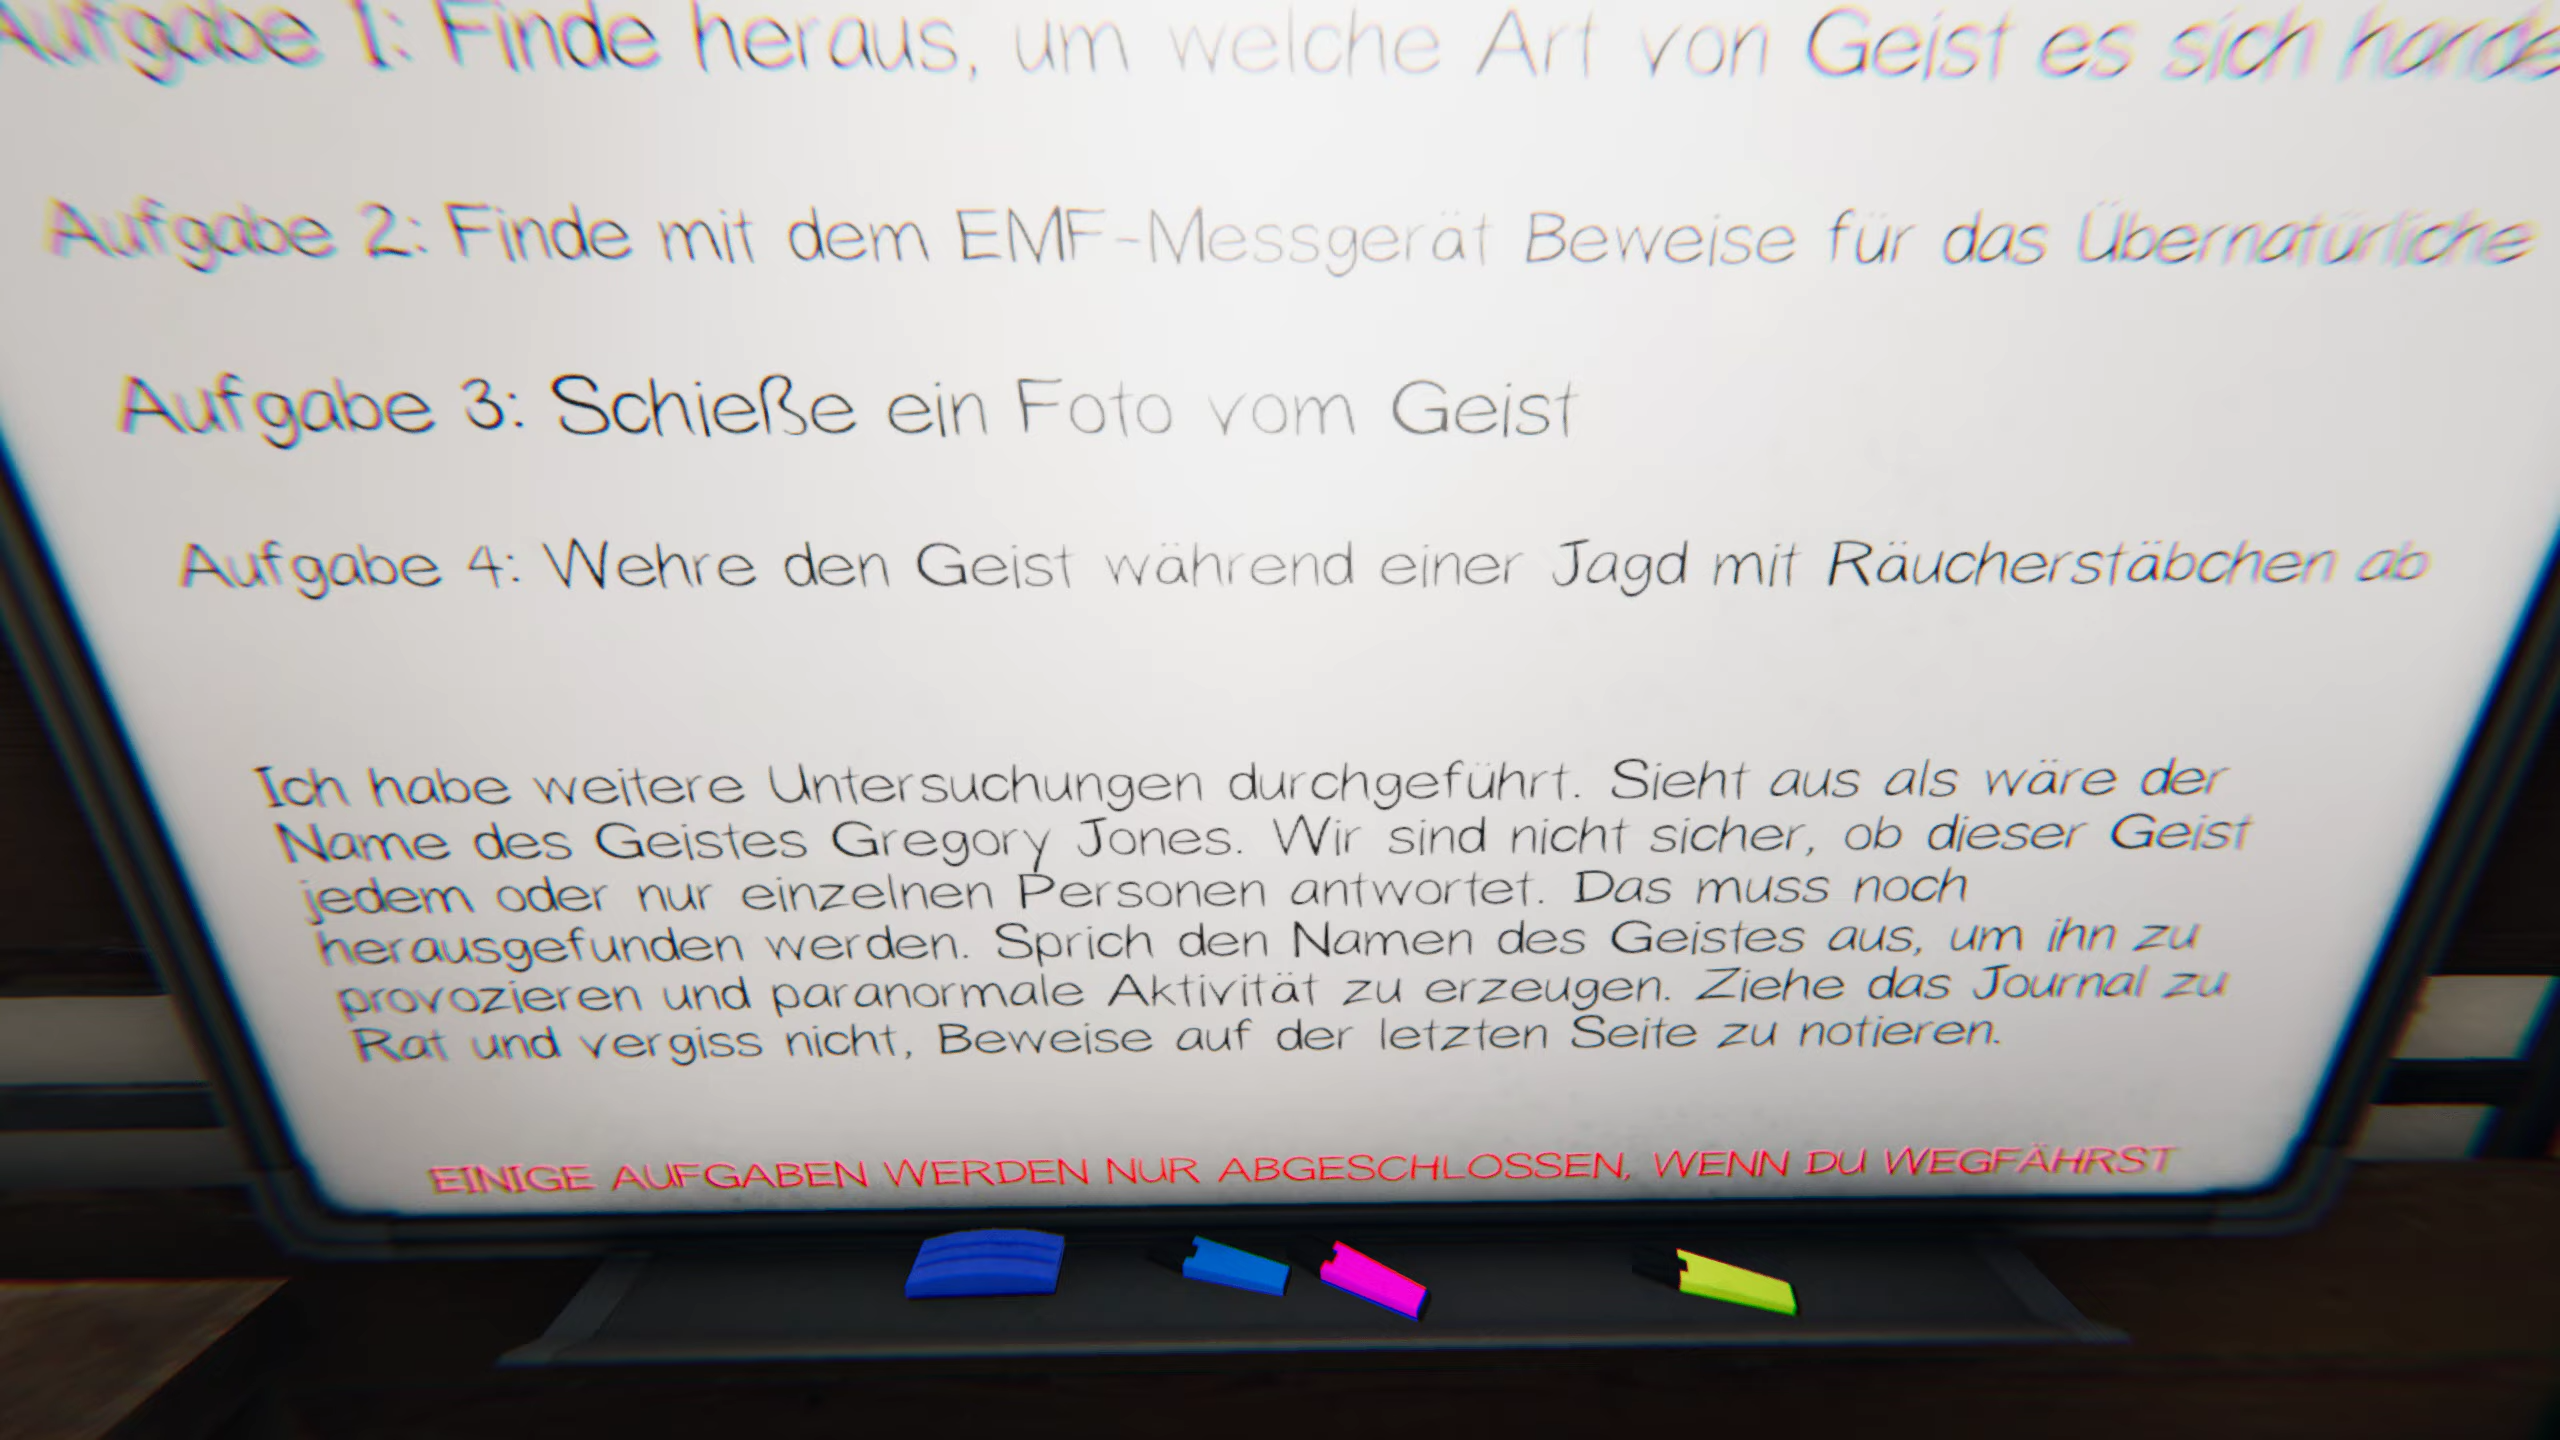 Aufgabe 1: Finde heraus, um welche Art von Geist es sich
Aufgabe 2: Finde mit dem EMF-Messgerät Beweise für das Übernatürliche
Aufgabe 3: Schieße ein Foto vom Geist
Aufgabe 4: Wehre den Geist während einer Jagd mit Räucherstäbchen ab
Ich habe weitere Untersuchungen durchgeführt. Sieht aus als wäre der
Name des Geistes Gregory Jones. Wir sind nicht sicher, ob dieser Geist
jedem oder nur einzelnen Personen antwortet. Das muss noch
herausgefunden werden. Sprich den Namen des Geistes aus, um ihn zu
provozieren und paranormale Aktivität zu erzeugen. Ziehe das Journal zu
Rat und vergiss nicht, Beweise auf der letzten Seite zu notieren.
EINIGE AUFGABEN WERDEN NUR ABGESCHLOSSEN, WENN DU WEGFÄHRST